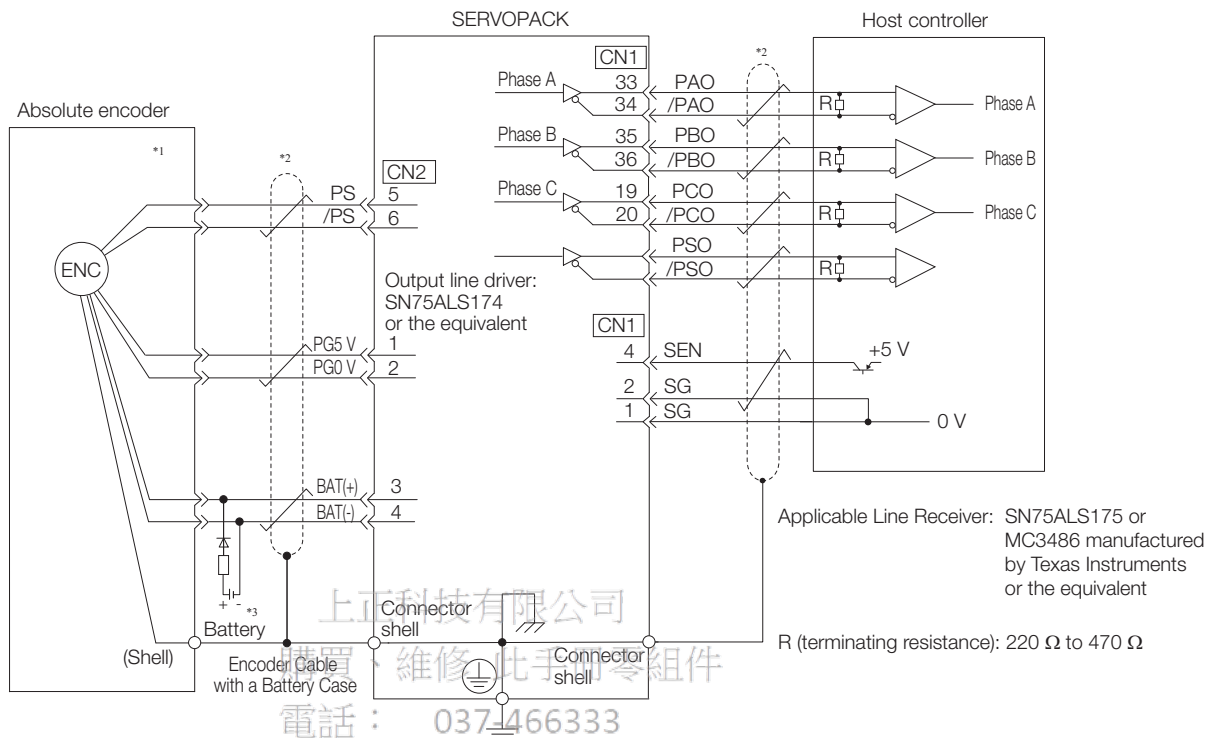 SERVOPACK
Host controller
Absolute encoder
*1
*2
CN2
PS 5
/PS 6
ENC
PG5 V 1
PG0 V 2
BAT(+) 3
BAT(-) 4
+ - *3
Battery
(Shell)
Encoder Cable
with a Battery Case
Connector
shell
Output line driver:
SN75ALS174
or the equivalent
CN1
*2
Phase A 33 PAO R Phase A
34 /PAO
Phase B 35 PBO R Phase B
36 /PBO
Phase C 19 PCO R Phase C
20 /PCO
PSO R
/PSO
CN1
4 SEN +5 V
2 SG
1 SG 0 V
Connector
shell
Applicable Line Receiver: SN75ALS175 or
MC3486 manufactured
by Texas Instruments
or the equivalent
R (terminating resistance): 220 Ω to 470 Ω
上正科技有限公司
購買、維修 此手冊零組件
電話： 037-466333